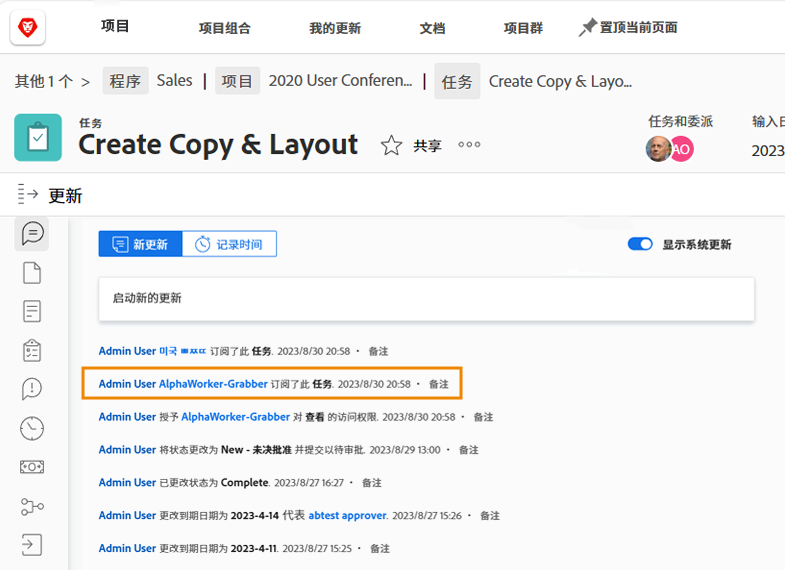 项目 项目组合 我的更新 文档 项目群 置顶当前页面
其他 1 个 > 程序 Sales | 项目 2020 User Conferen... | 任务 Create Copy & Layo...
任务
Create Copy & Layout 共享
任务和委派 输入日
AO 2023
更新
新更新 记录时间 显示系统更新
启动新的更新
Admin User 미국 ㅃㅉㄸ 订阅了此 任务. 2023/8/30 20:58 • 备注
Admin User AlphaWorker-Grabber 订阅了此 任务. 2023/8/30 20:58 • 备注
Admin User 授予 AlphaWorker-Grabber 对 查看 的访问权限. 2023/8/30 20:58 • 备注
Admin User 将状态更改为 New - 未决批准 并提交以待审批. 2023/8/29 13:00 • 备注
Admin User 已更改状态为 Complete. 2023/8/27 16:27 • 备注
Admin User 更改到期日期为 2023-4-14 代表 abtest approver. 2023/8/27 15:26 • 备注
Admin User 更改到期日期为 2023-4-11. 2023/8/27 15:25 • 备注